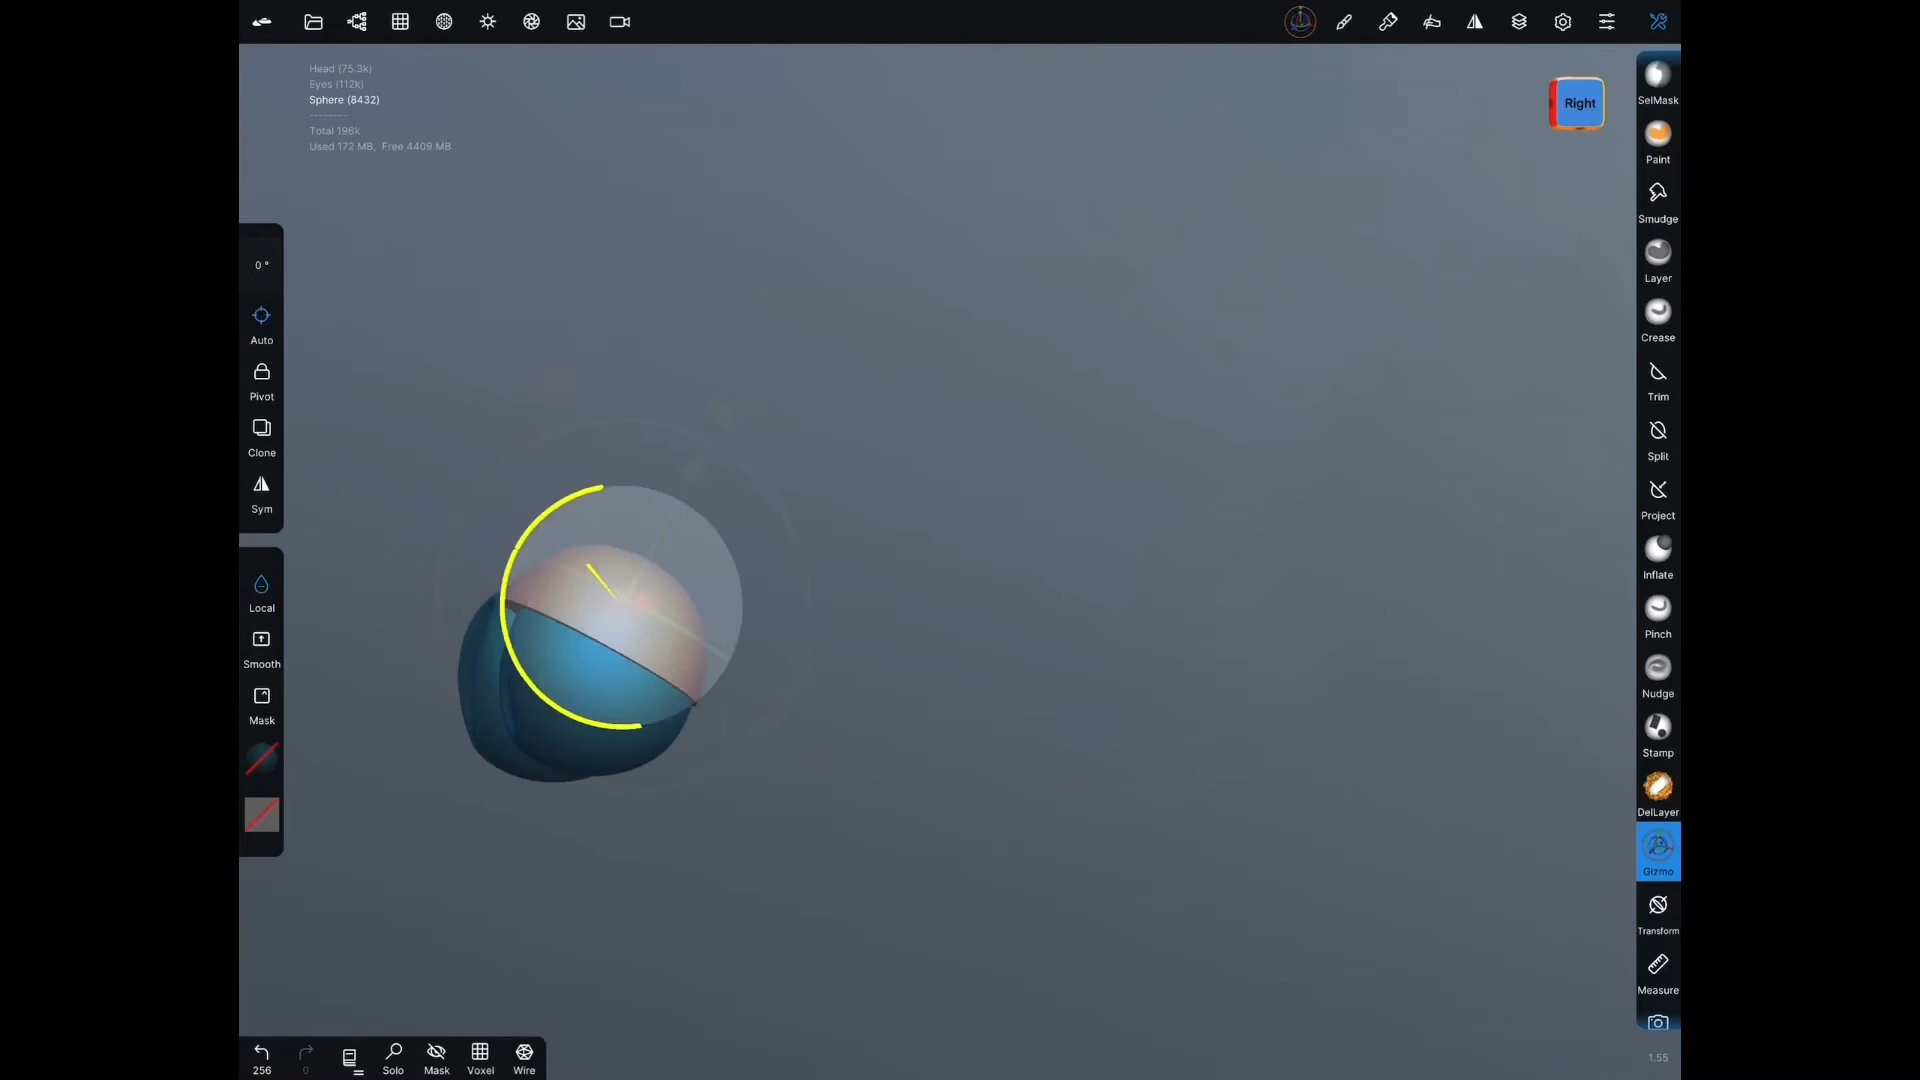 Head (75.3k)
Eyes (112k)
Sphere (8432)
--------
Total 196k
Used 172 MB, Free 4409 MB
Right
0 °
Auto
Pivot
Clone
Sym
Local
Smooth
Mask
SelMask
Paint
Smudge
Layer
Crease
Trim
Split
Project
Inflate
Pinch
Nudge
Stamp
DelLayer
Gizmo
Transform
Measure
1.55
256
0
Solo
Mask
Voxel
Wire